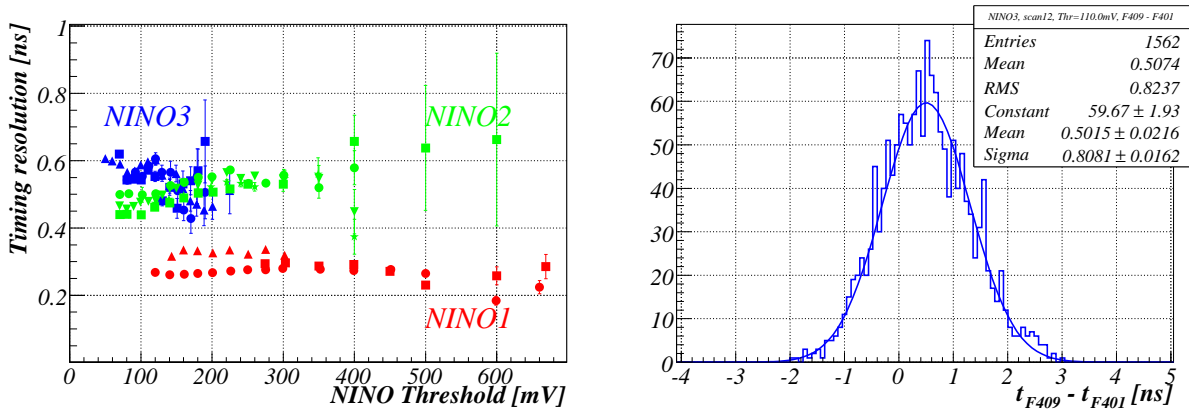 Timing resolution [ns]
1
0.8
0.6
0.4
0.2
NINO3
NINO2
NINO1
0 100 200 300 400 500 600
NINO Threshold [mV]
NINO3, scan12, Thr=110.0mV, F409 - F401
Entries 1562
Mean 0.5074
RMS 0.8237
Constant 59.67 ± 1.93
Mean 0.5015 ± 0.0216
Sigma 0.8081 ± 0.0162
70
60
50
40
30
20
10
0
-4 -3 -2 -1 0 1 2 3 4 5
t F409 - t F401 [ns]